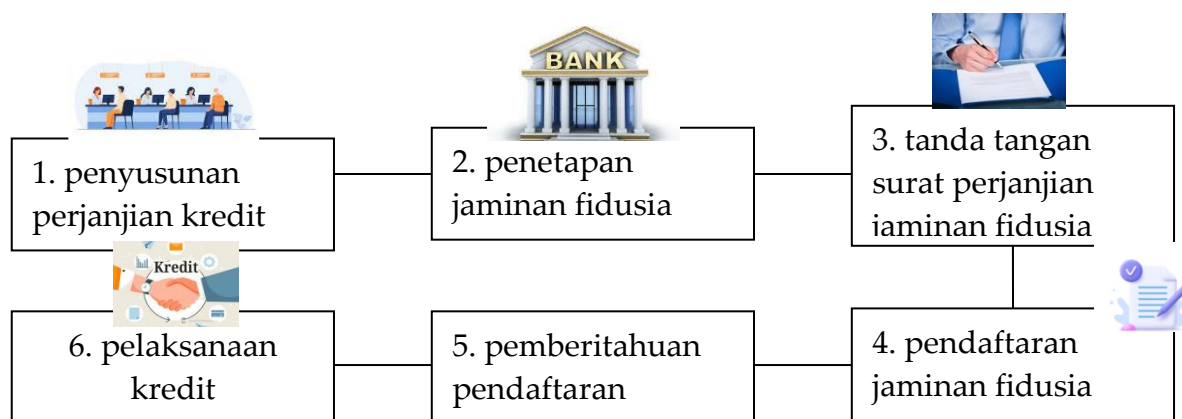 BANK
1. penyusunan
perjanjian kredit
2. penetapan
jaminan fidusia
3. tanda tangan
surat perjanjian
jaminan fidusia
Kredit
6. pelaksanaan
kredit
5. pemberitahuan
pendaftaran
4. pendaftaran
jaminan fidusia